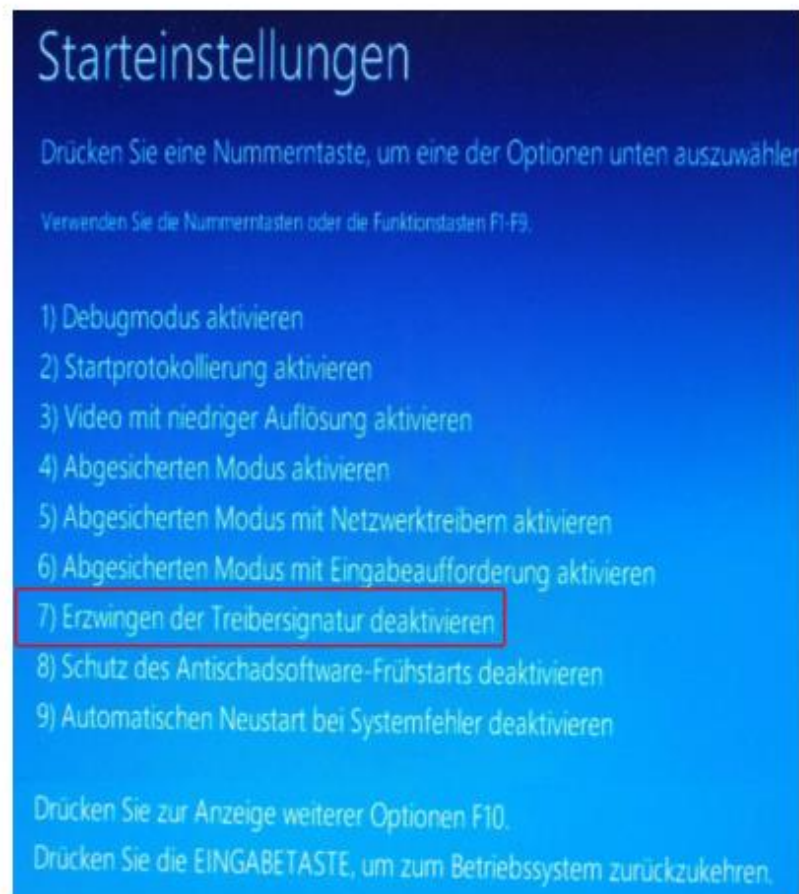 Starteinstellungen
Drücken Sie eine Nummerntaste, um eine der Optionen unten auszuwählen
Verwenden Sie die Nummerntasten oder die Funktionstasten F1-F9.
1) Debugmodus aktivieren
2) Startprotokollierung aktivieren
3) Video mit niedriger Auflösung aktivieren
4) Abgesicherten Modus aktivieren
5) Abgesicherten Modus mit Netzwerktreibern aktivieren
6) Abgesicherten Modus mit Eingabeaufforderung aktivieren
7) Erzwingen der Treibersignatur deaktivieren
8) Schutz des Antischadsoftware-Frühstarts deaktivieren
9) Automatischen Neustart bei Systemfehler deaktivieren
Drücken Sie zur Anzeige weiterer Optionen F10.
Drücken Sie die EINGABETASTE, um zum Betriebssystem zurückzukehren.